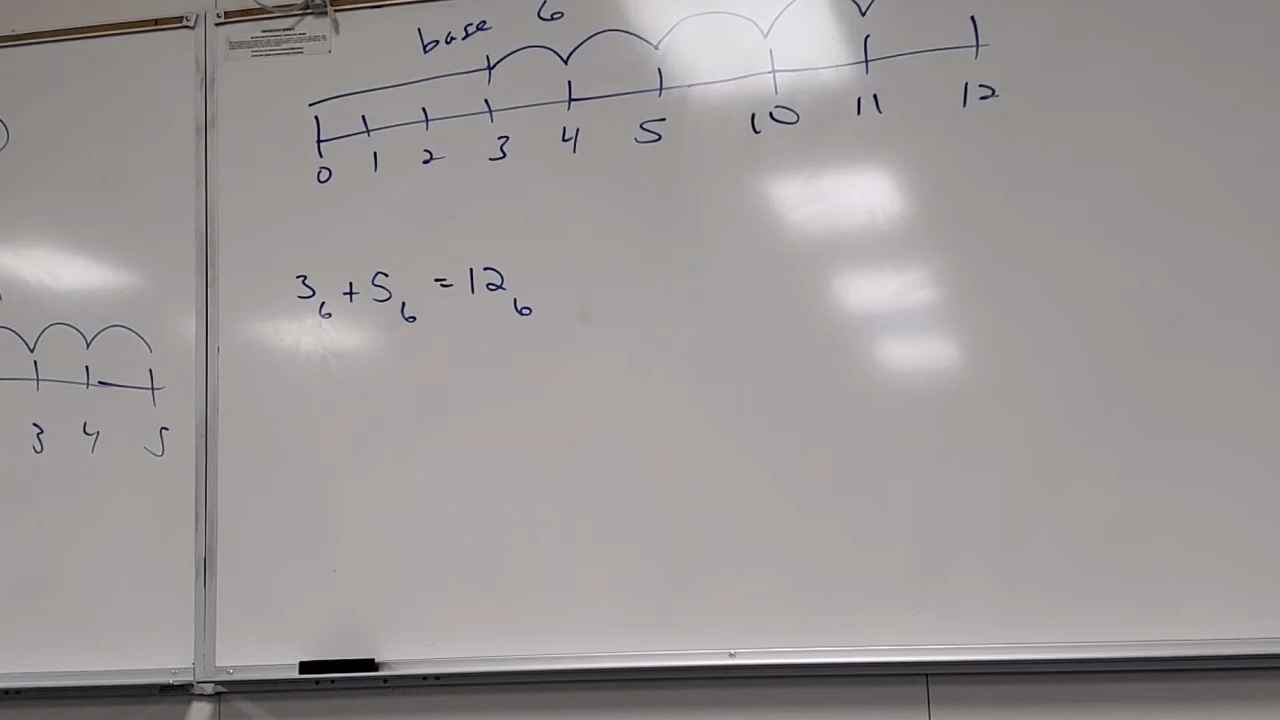 base 6
0 1 2 3 4 5 10 11 12
3₆ + 5₆ = 12₆
3 4 5